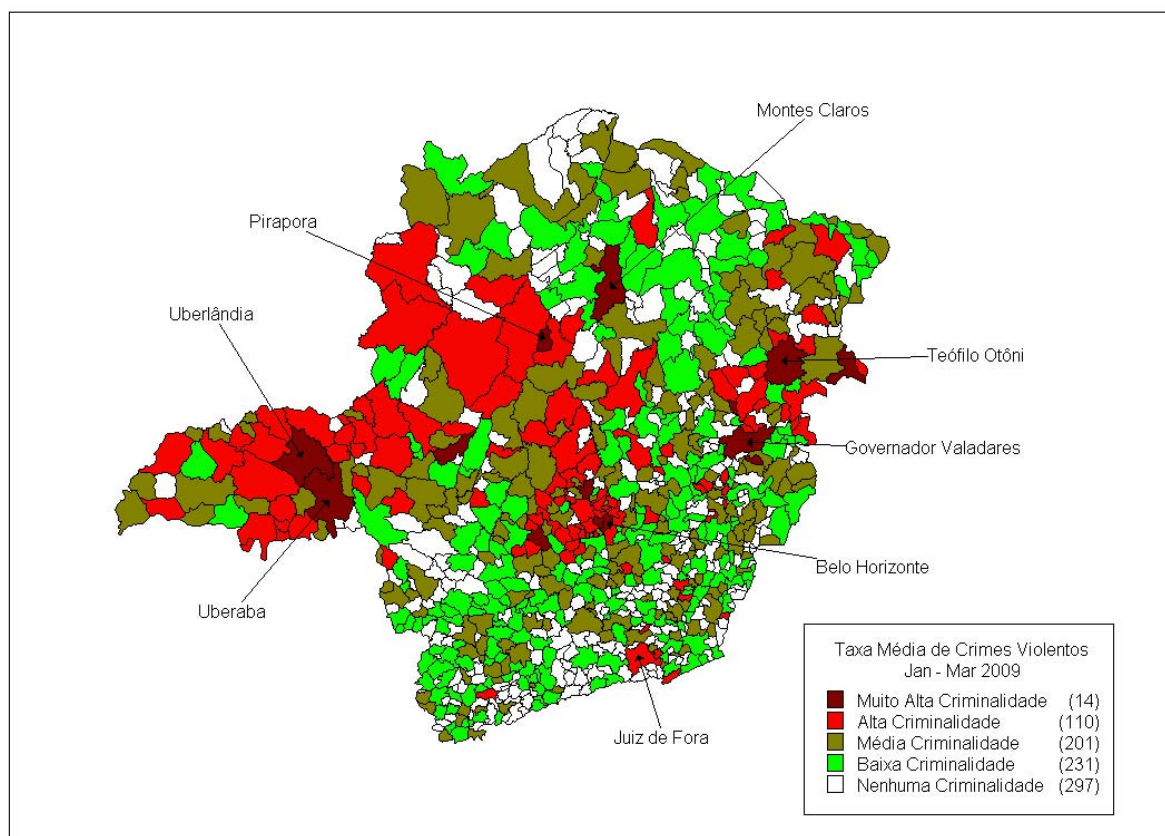 Montes Claros
Pirapora
Uberlândia
Teófilo Otôni
Governador Valadares
Belo Horizonte
Uberaba
Juiz de Fora
Taxa Média de Crimes Violentos
Jan - Mar 2009
Muito Alta Criminalidade (14)
Alta Criminalidade (110)
Média Criminalidade (201)
Baixa Criminalidade (231)
Nenhuma Criminalidade (297)